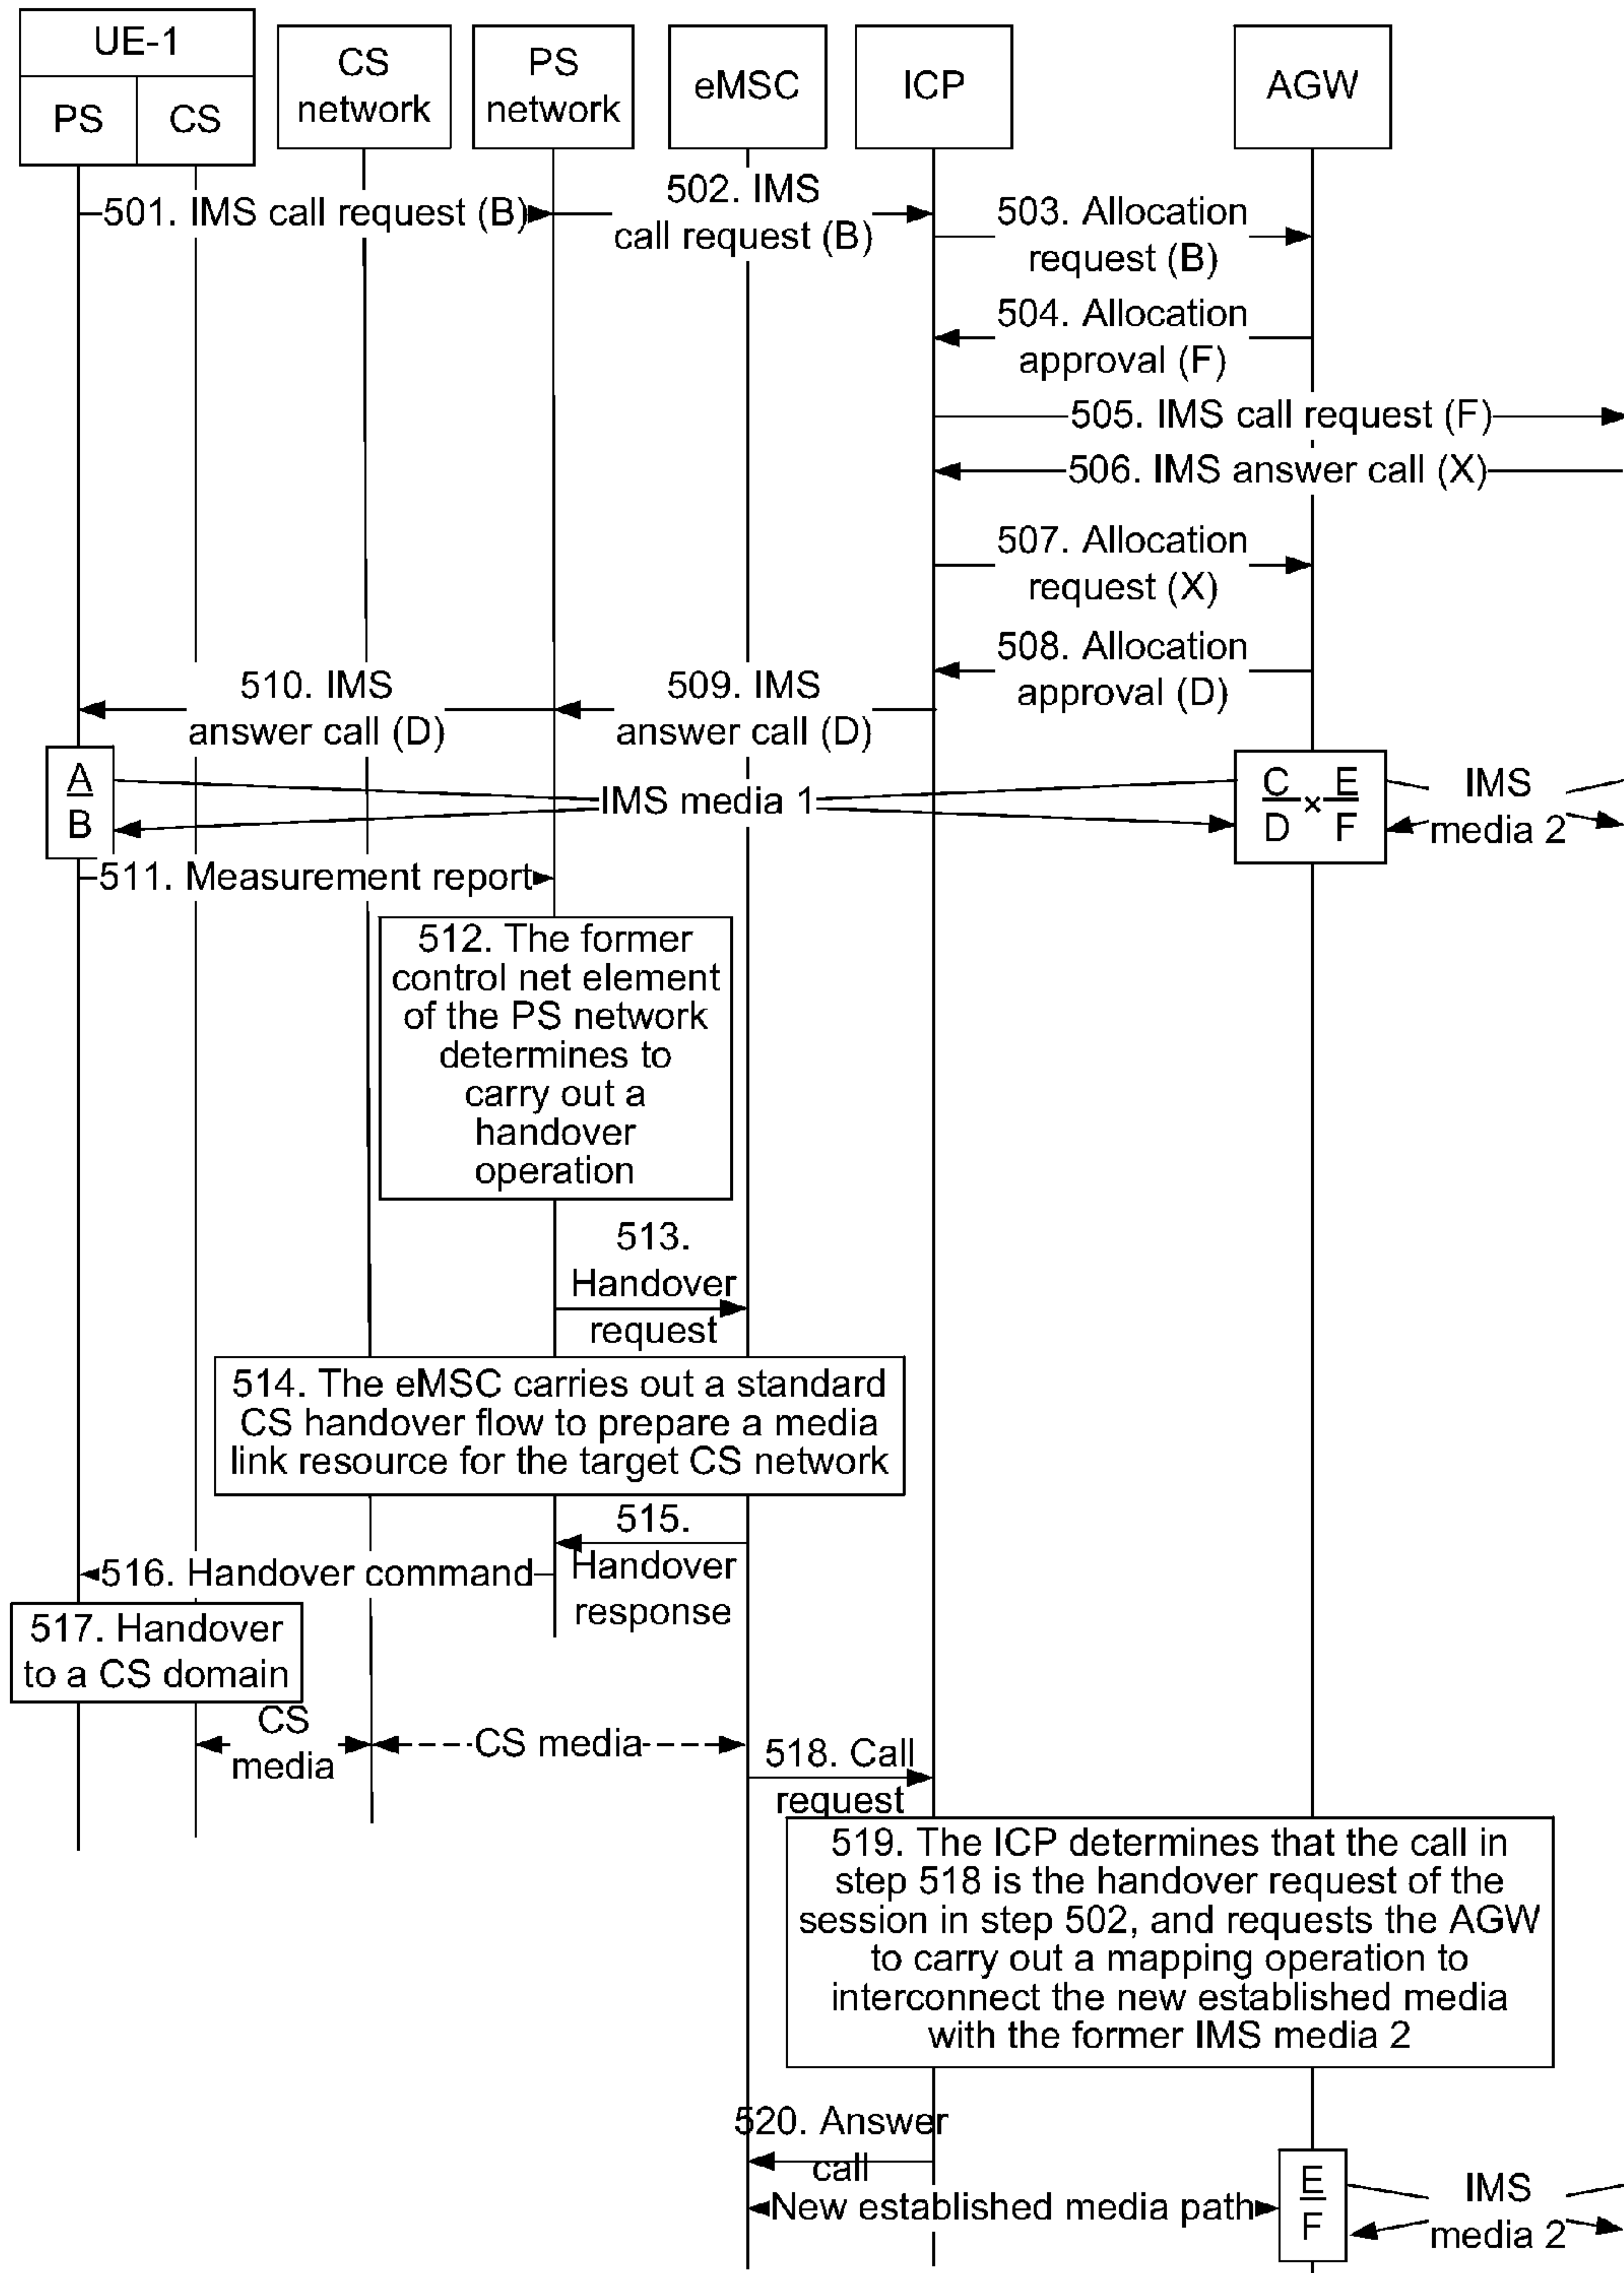 UE-1
PS
CS
CS
network
PS
network
eMSC
ICP
AGW
501. IMS call request (B)
502. IMS
call request (B)
503. Allocation
request (B)
504. Allocation
approval (F)
505. IMS call request (F)
506. IMS answer call (X)
507. Allocation
request (X)
508. Allocation
approval (D)
510. IMS
answer call (D)
509. IMS
answer call (D)
A
B
IMS media 1
C
D
×
E
F
IMS
media 2
511. Measurement report
512. The former
control net element
of the PS network
determines to
carry out a
handover
operation
513.
Handover
request
514. The eMSC carries out a standard
CS handover flow to prepare a media
link resource for the target CS network
515.
Handover
response
516. Handover command
517. Handover
to a CS domain
CS
media
CS media
518. Call
request
519. The ICP determines that the call in
step 518 is the handover request of the
session in step 502, and requests the AGW
to carry out a mapping operation to
interconnect the new established media
with the former IMS media 2
520. Answer
call
New established media path
E
F
IMS
media 2